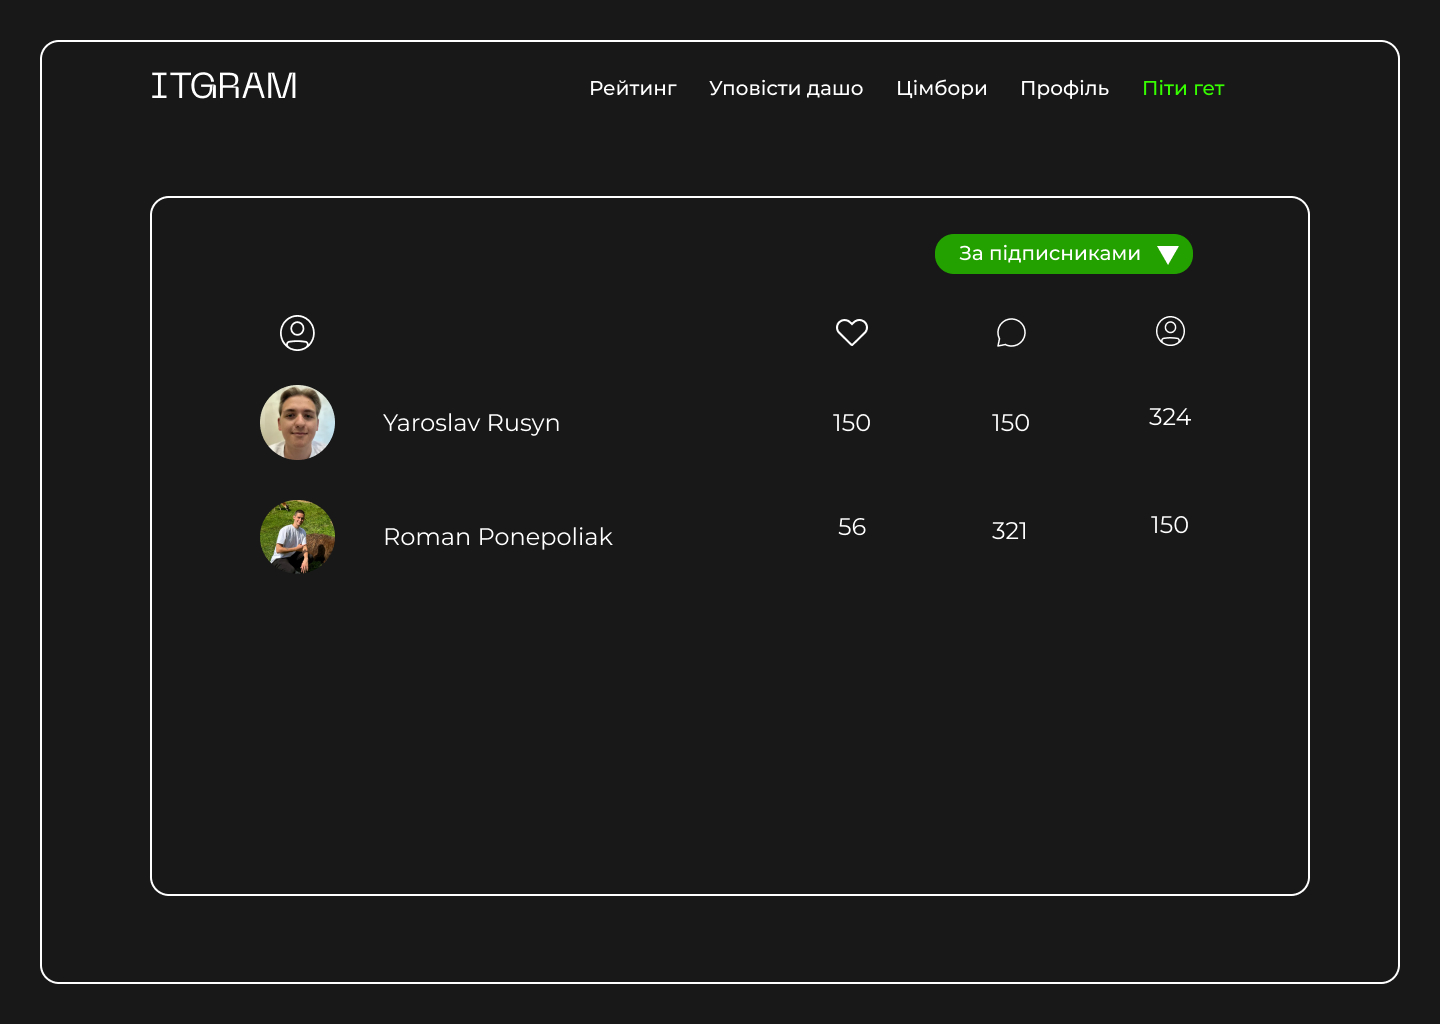 ITGRAM
Рейтинг Уповісти дашо Цімбори Профіль Піти гет
За підписниками
Yaroslav Rusyn 150 150 324
Roman Ponepoliak 56 321 150